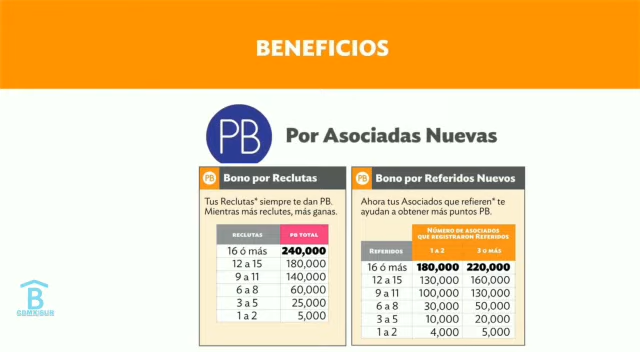 BENEFICIOS
PB Por Asociadas Nuevas
PB Bono por Reclutas
Tus Reclutas* siempre te dan PB.
Mientras más reclutes, más ganas.
RECLUTAS PB TOTAL
16 ó más 240,000
12 a 15 180,000
9 a 11 140,000
6 a 8 60,000
3 a 5 25,000
1 a 2 5,000
PB Bono por Referidos Nuevos
Ahora tus Asociados que refieren* te
ayudan a obtener más puntos PB.
NÚMERO DE ASOCIADOS
QUE REGISTRARON REFERIDOS
REFERIDOS 1 A 2 3 O MÁS
16 ó más 180,000 220,000
12 a 15 130,000 160,000
9 a 11 100,000 130,000
6 a 8 30,000 50,000
3 a 5 10,000 20,000
1 a 2 4,000 5,000
B